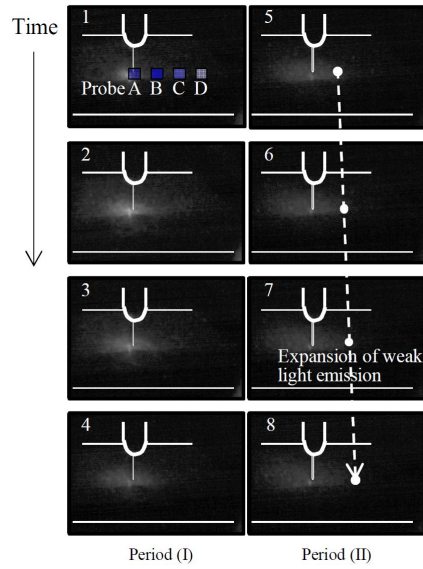 Time
1
Probe A B C D
2
3
4
Period (I)
5
6
7
Expansion of weak
light emission
8
Period (II)